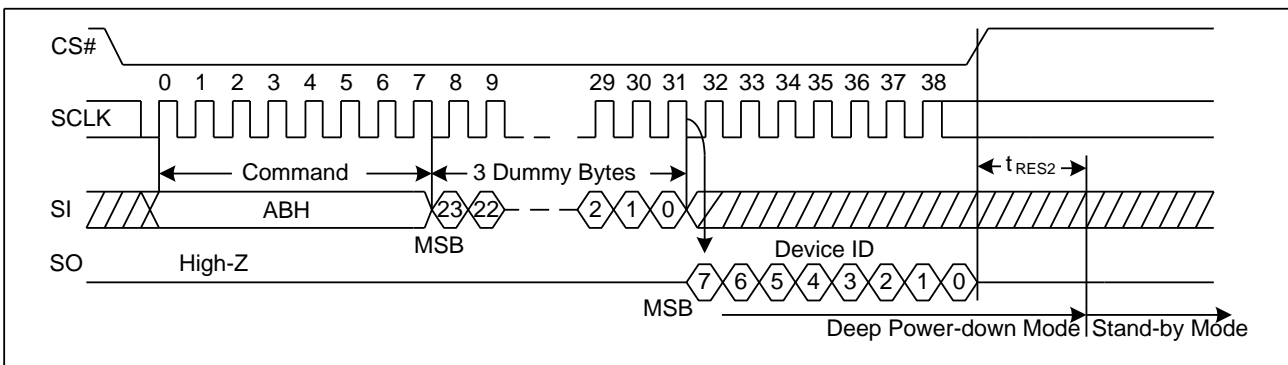 CS#
0 1 2 3 4 5 6 7 8 9 29 30 31 32 33 34 35 36 37 38
SCLK
Command 3 Dummy Bytes tRES2
SI ABH 23 22 2 1 0
MSB
SO High-Z Device ID
7 6 5 4 3 2 1 0
MSB
Deep Power-down Mode Stand-by Mode